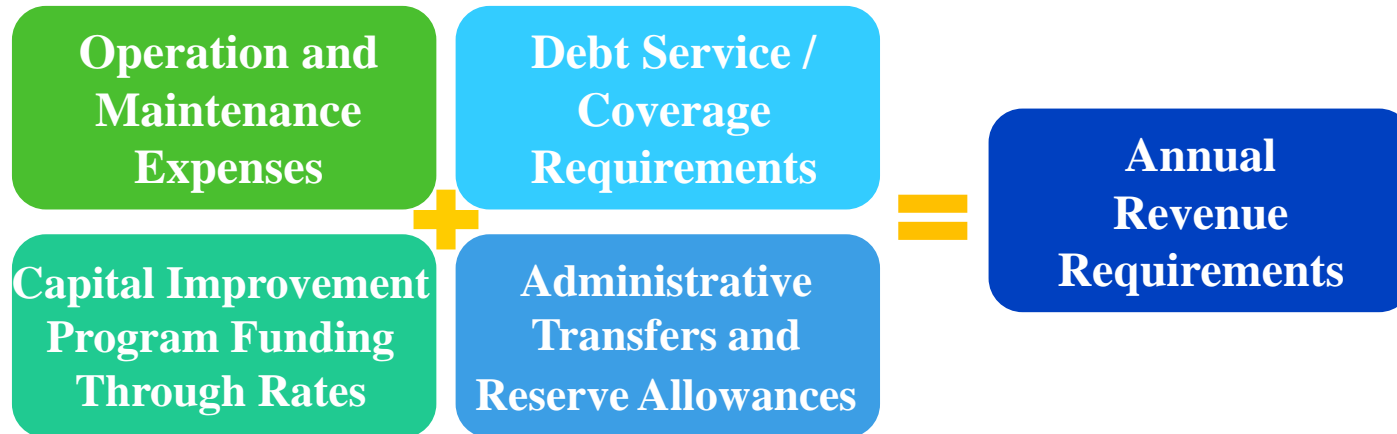 Operation and
Maintenance
Expenses
Debt Service /
Coverage
Requirements
Capital Improvement
Program Funding
Through Rates
Administrative
Transfers and
Reserve Allowances
Annual
Revenue
Requirements